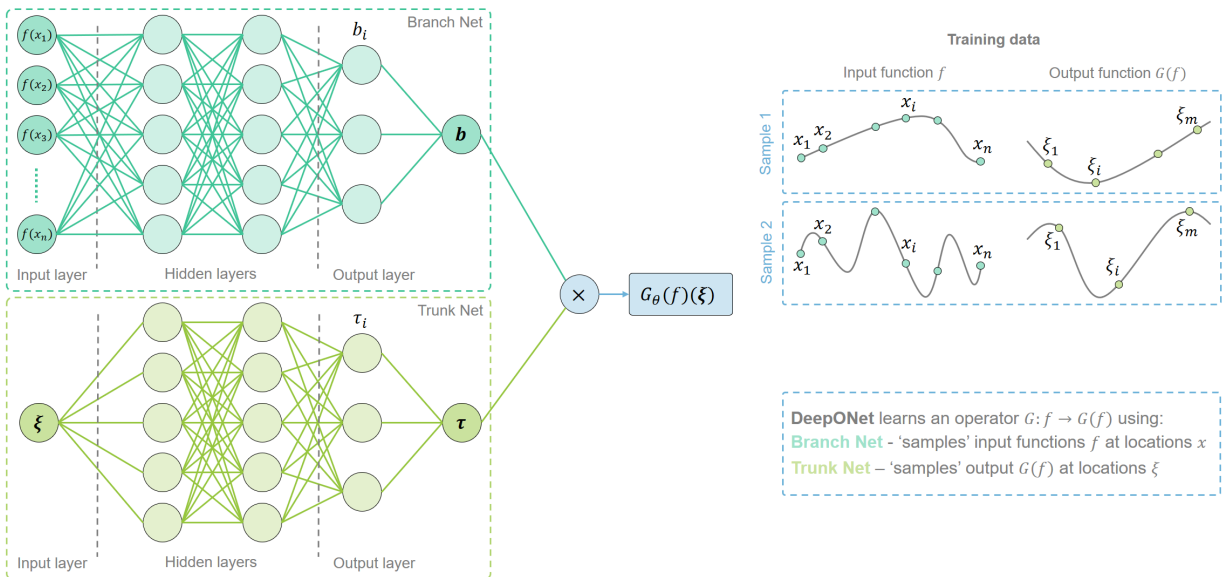 Branch Net
f(x₁)
f(x₂)
f(x₃)
f(xₙ)
bᵢ
b
Input layer
Hidden layers
Output layer
Trunk Net
ξ
τᵢ
τ
Input layer
Hidden layers
Output layer
×
G_θ(f)(ξ)
Training data
Input function f
Output function G(f)
Sample 1
x₁
x₂
xᵢ
xₙ
ξ₁
ξᵢ
ξₘ
Sample 2
x₁
x₂
xᵢ
xₙ
ξ₁
ξᵢ
ξₘ
DeepONet learns an operator G: f → G(f) using:
Branch Net - ‘samples’ input functions f at locations x
Trunk Net – ‘samples’ output G(f) at locations ξ